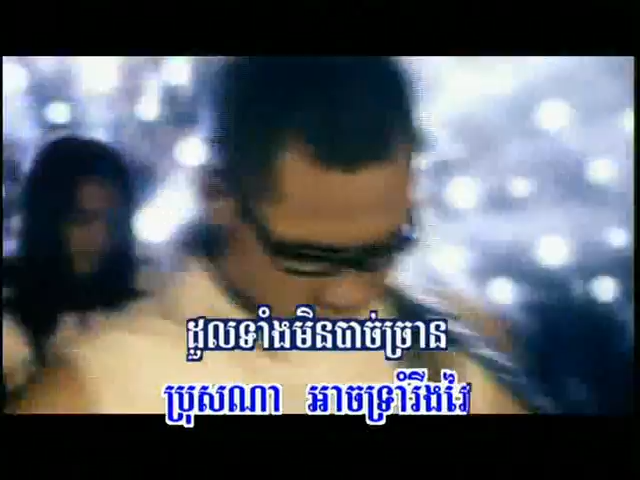 ដួលទាំងមិនបាច់ច្រាន
ប្រុសណា អាចទ្រាំរឹងវៃ